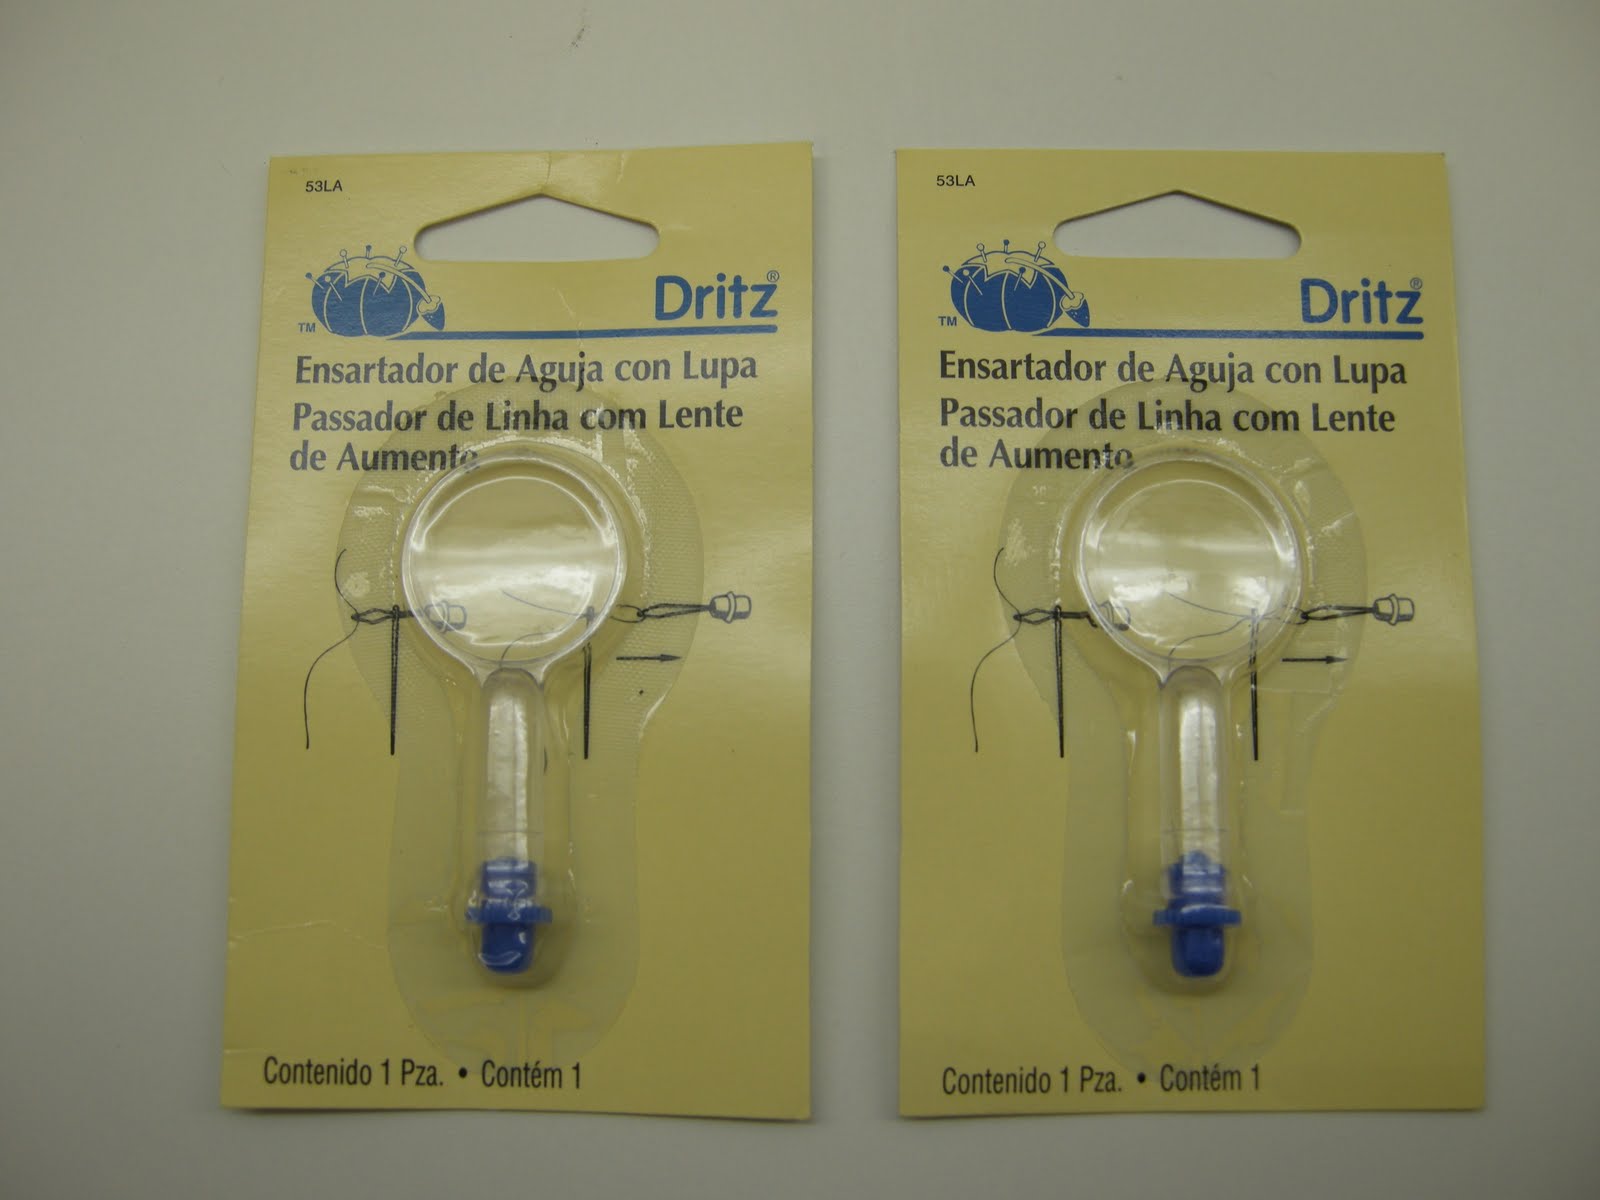 53LA
Dritz®
TM
Ensartador de Aguja con Lupa
Passador de Linha com Lente
de Aumento
Contenido 1 Pza. • Contém 1
53LA
Dritz®
TM
Ensartador de Aguja con Lupa
Passador de Linha com Lente
de Aumento
Contenido 1 Pza. • Contém 1